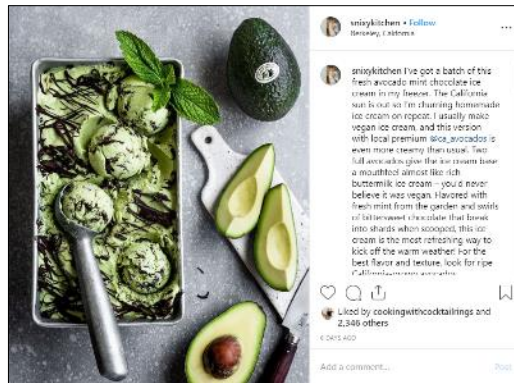 snixykitchen • Follow
Berkeley, California
snixykitchen I've got a batch of this
fresh avocado mint chocolate ice
cream in my freezer. The California
sun is out so I'm churning homemade
ice cream on repeat. I usually make
vegan ice cream, and this version
with local premium @ca_avocados is
even more creamy than usual. Two
full avocados give the ice cream base
a mouthfeel almost like rich
buttermilk ice cream – you'd never
believe it was vegan. Flavored with
fresh mint from the garden and swirls
of bittersweet chocolate that break
into shards when scooped, this ice
cream is the most refreshing way to
kick off the warm weather! For the
best flavor and texture, look for ripe
California-grown avocados
Liked by cookingwithcocktailrings and
2,346 others
6 DAYS AGO
Add a comment...
Post